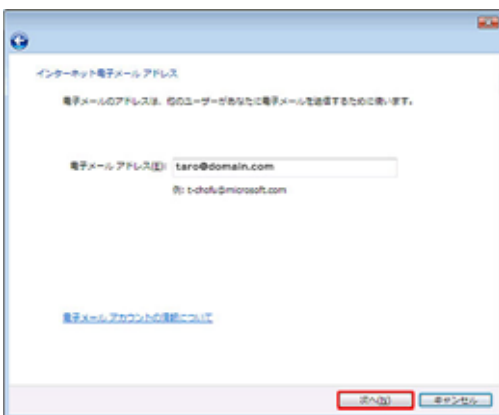 インターネット電子メール アドレス
電子メールのアドレスは、他のユーザーがあなたに電子メールを送信するために使います。
電子メール アドレス(E): taro@domain.com
例: t-chofu@microsoft.com
電子メール アカウントの情報について
次へ(N) キャンセル